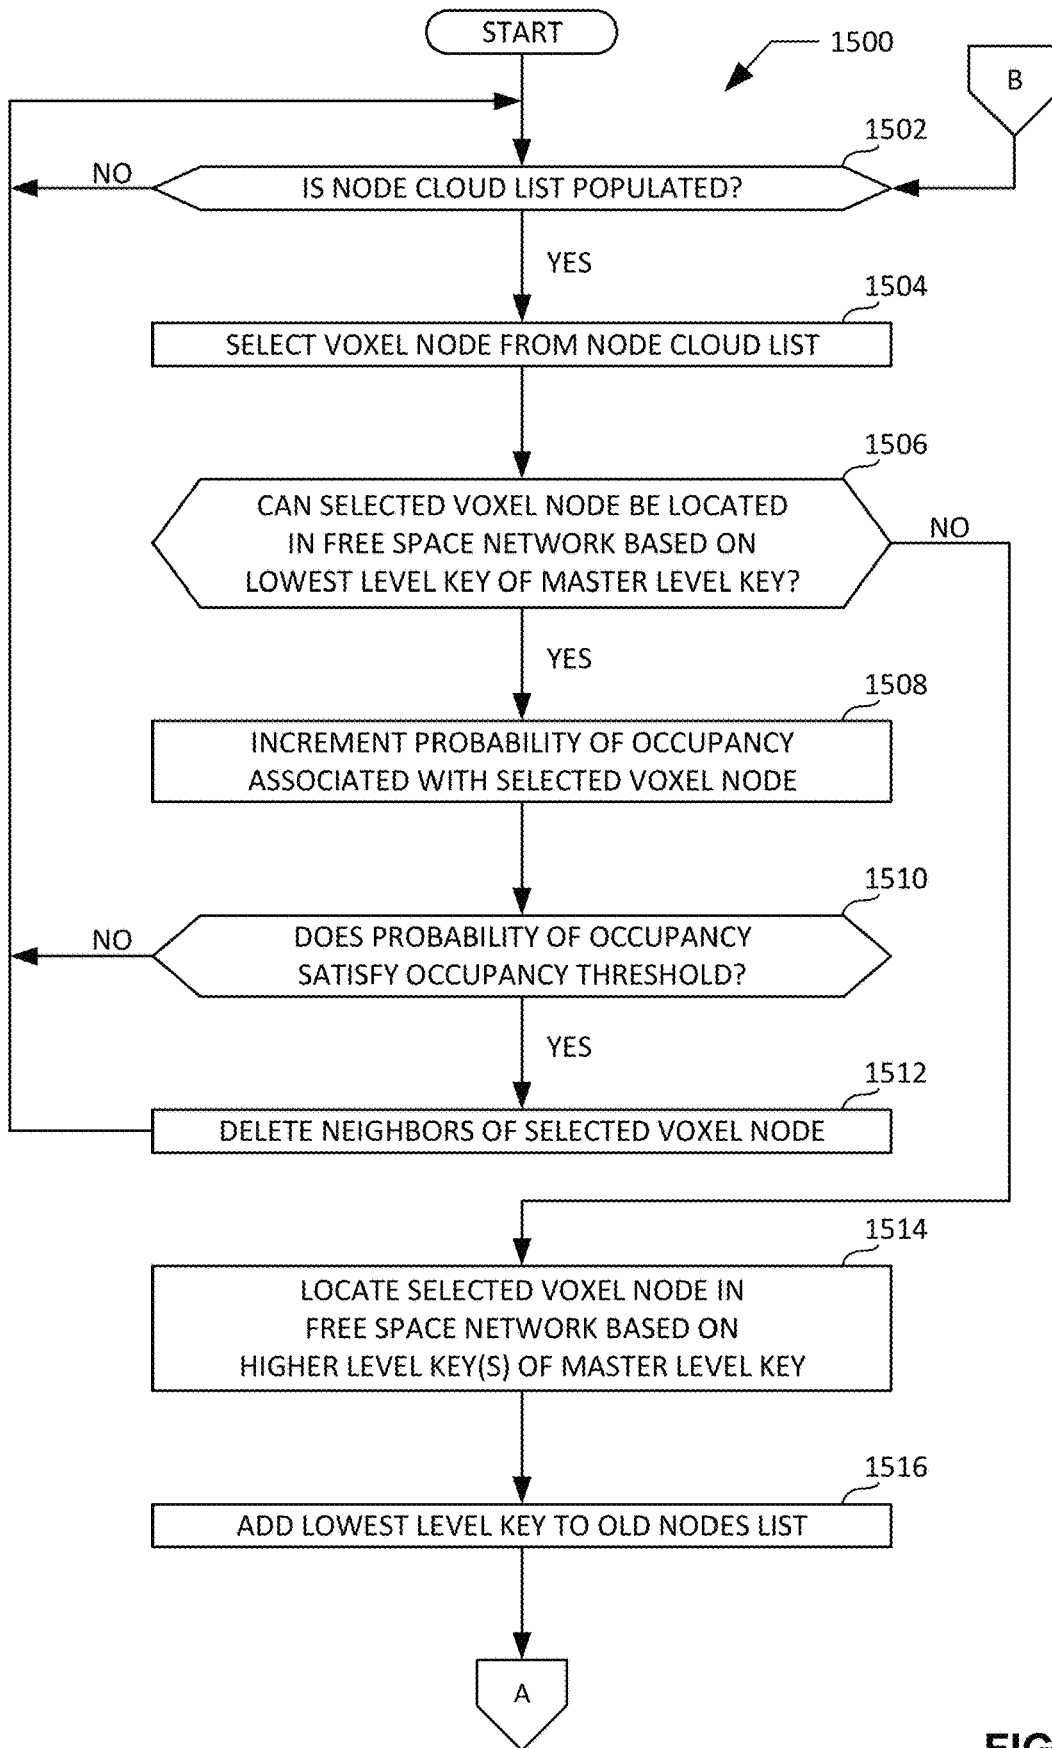 START
1500
B
1502
NO
IS NODE CLOUD LIST POPULATED?
YES
1504
SELECT VOXEL NODE FROM NODE CLOUD LIST
1506
CAN SELECTED VOXEL NODE BE LOCATED
IN FREE SPACE NETWORK BASED ON
LOWEST LEVEL KEY OF MASTER LEVEL KEY?
NO
YES
1508
INCREMENT PROBABILITY OF OCCUPANCY
ASSOCIATED WITH SELECTED VOXEL NODE
1510
NO
DOES PROBABILITY OF OCCUPANCY
SATISFY OCCUPANCY THRESHOLD?
YES
1512
DELETE NEIGHBORS OF SELECTED VOXEL NODE
1514
LOCATE SELECTED VOXEL NODE IN
FREE SPACE NETWORK BASED ON
HIGHER LEVEL KEY(S) OF MASTER LEVEL KEY
1516
ADD LOWEST LEVEL KEY TO OLD NODES LIST
A
FIG